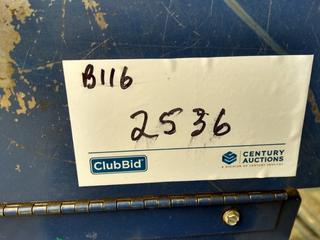 B116
2536
ClubBid
CENTURY
AUCTIONS
A DIVISION OF CENTURY SERVICES